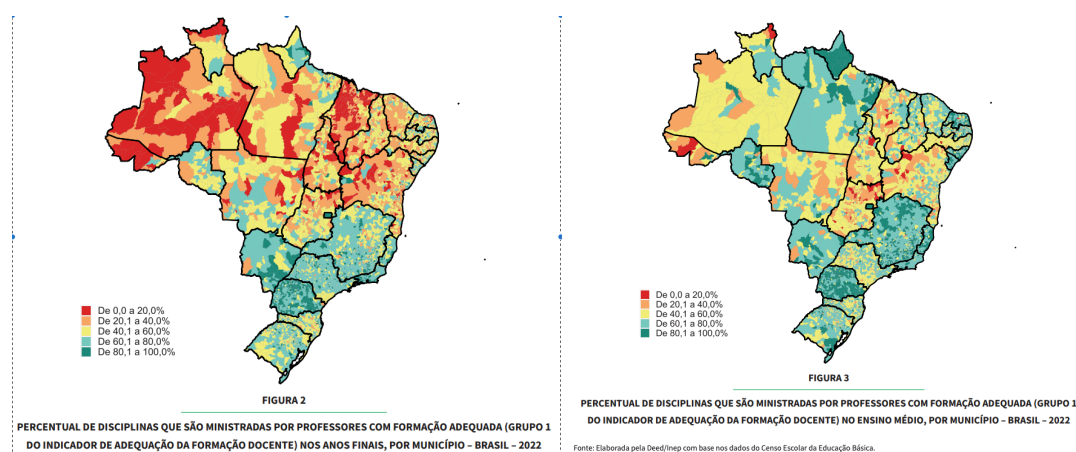 De 0,0 a 20,0%
De 20,1 a 40,0%
De 40,1 a 60,0%
De 60,1 a 80,0%
De 80,1 a 100,0%
FIGURA 2
PERCENTUAL DE DISCIPLINAS QUE SÃO MINISTRADAS POR PROFESSORES COM FORMAÇÃO ADEQUADA (GRUPO 1
DO INDICADOR DE ADEQUAÇÃO DA FORMAÇÃO DOCENTE) NOS ANOS FINAIS, POR MUNICÍPIO – BRASIL – 2022
De 0,0 a 20,0%
De 20,1 a 40,0%
De 40,1 a 60,0%
De 60,1 a 80,0%
De 80,1 a 100,0%
FIGURA 3
PERCENTUAL DE DISCIPLINAS QUE SÃO MINISTRADAS POR PROFESSORES COM FORMAÇÃO ADEQUADA (GRUPO 1
DO INDICADOR DE ADEQUAÇÃO DA FORMAÇÃO DOCENTE) NO ENSINO MÉDIO, POR MUNICÍPIO – BRASIL – 2022
Fonte: Elaborada pela Deed/Inep com base nos dados do Censo Escolar da Educação Básica.